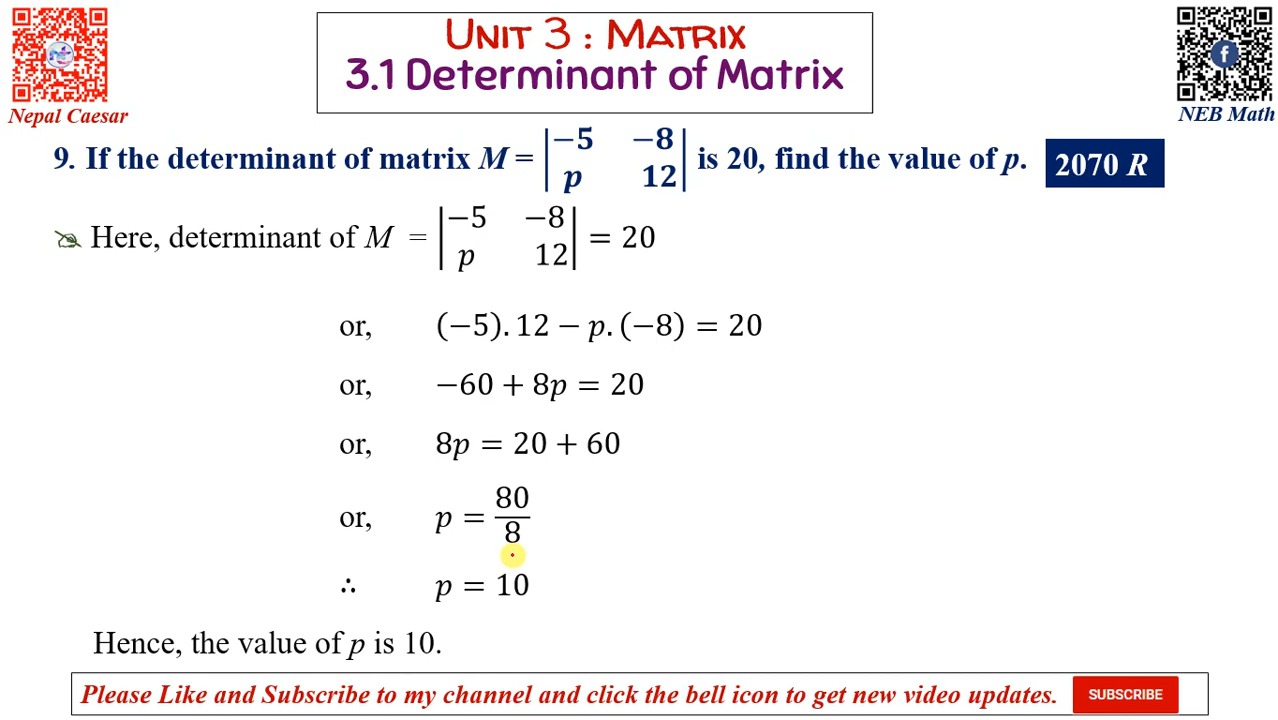 UNIT 3 : MATRIX
3.1 Determinant of Matrix
Nepal Caesar
NEB Math
9. If the determinant of matrix M = |−5 −8| is 20, find the value of p. 2070 R
|p 12|
Here, determinant of M = |−5 −8| = 20
|p 12|
or, (−5). 12 − p. (−8) = 20
or, −60 + 8p = 20
or, 8p = 20 + 60
or, p = 80/8
∴ p = 10
Hence, the value of p is 10.
Please Like and Subscribe to my channel and click the bell icon to get new video updates. SUBSCRIBE